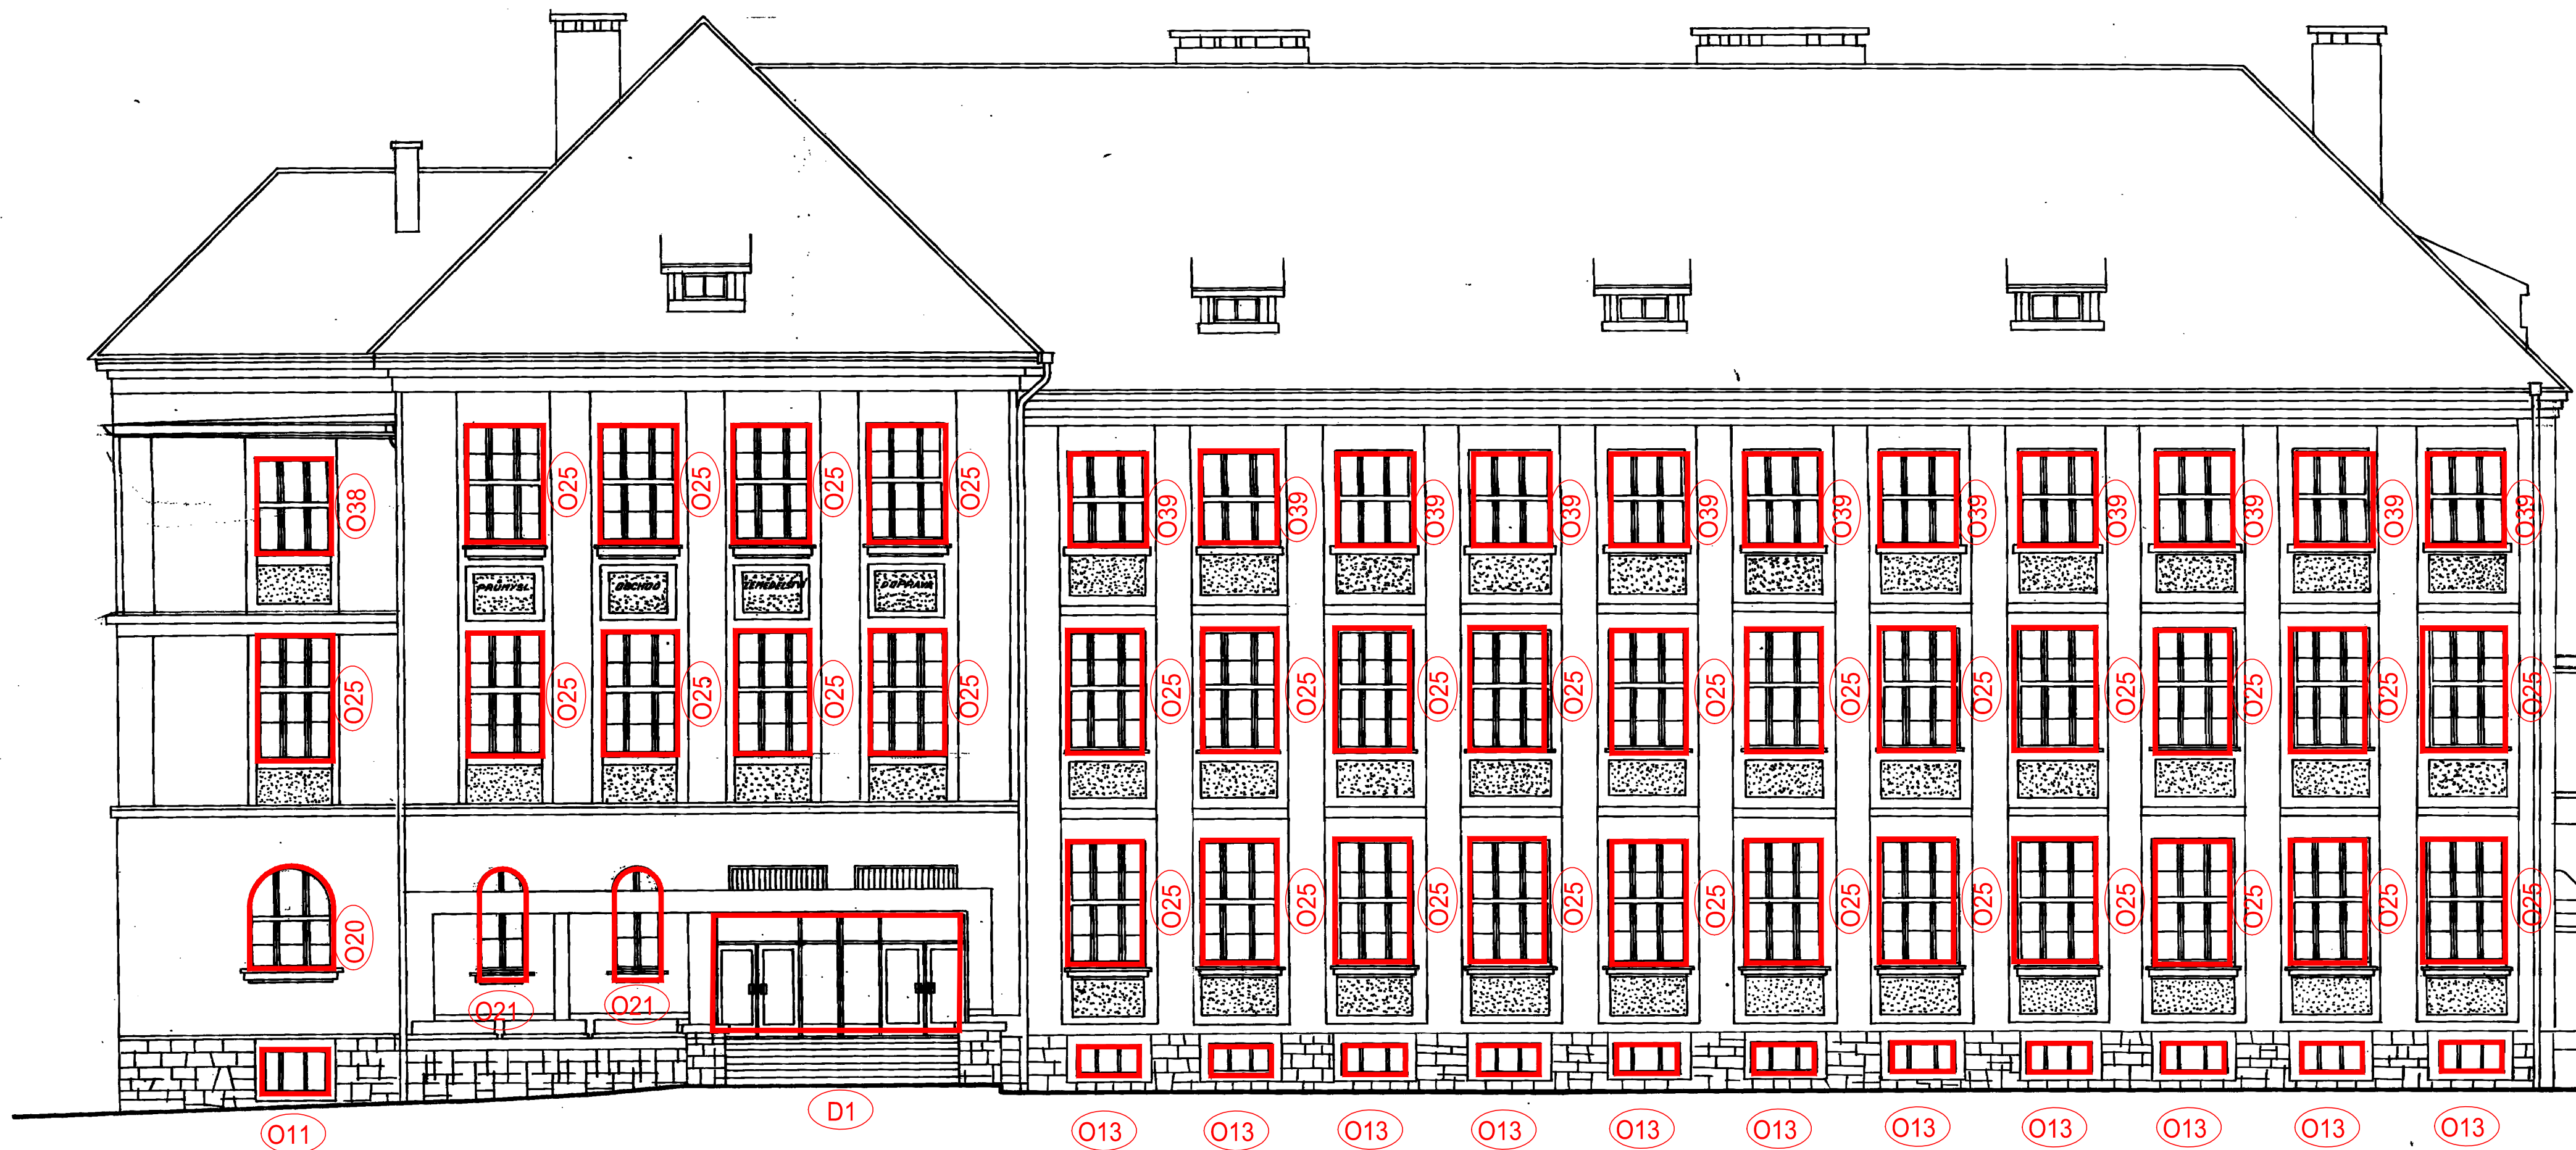 O25 O25 O25 O25
O38 O39 O39 O39 O39 O39 O39 O39 O39 O39 O39 O39
PRŮMYSL OBCHOD ZEMĚDĚLSTVÍ DOPRAVA
O25 O25 O25 O25 O25 O25 O25 O25 O25 O25 O25 O25 O25 O25 O25 O25
O20 O25 O25 O25 O25 O25 O25 O25 O25 O25 O25 O25
O21 O21
D1
O11 O13 O13 O13 O13 O13 O13 O13 O13 O13 O13 O13